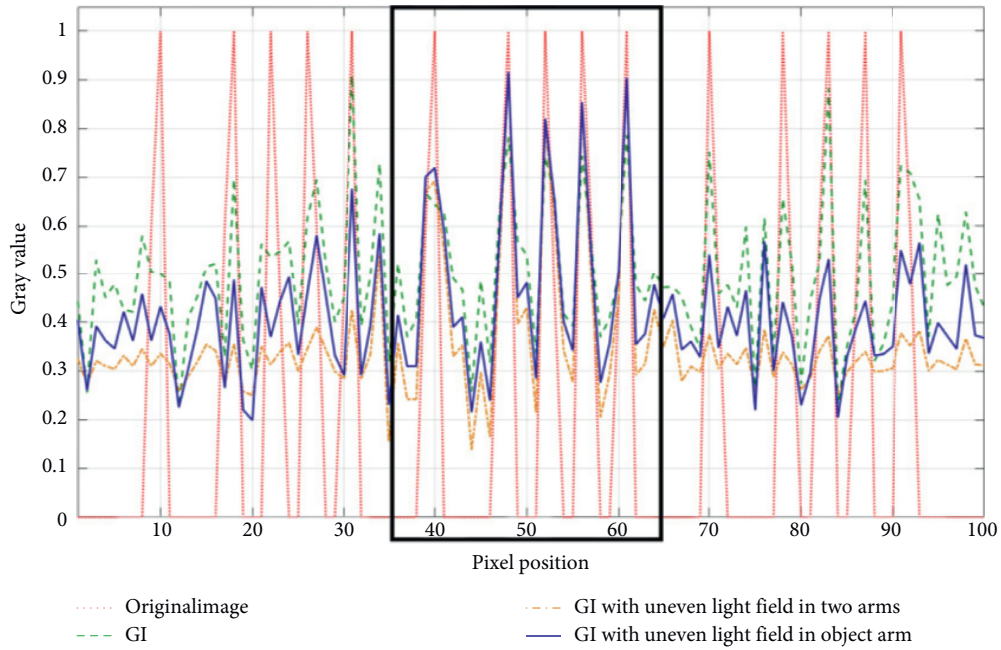 1
0.9
0.8
0.7
0.6
0.5
0.4
0.3
0.2
0.1
0
Gray value
10 20 30 40 50 60 70 80 90 100
Pixel position
Originalimage
GI
GI with uneven light field in two arms
GI with uneven light field in object arm